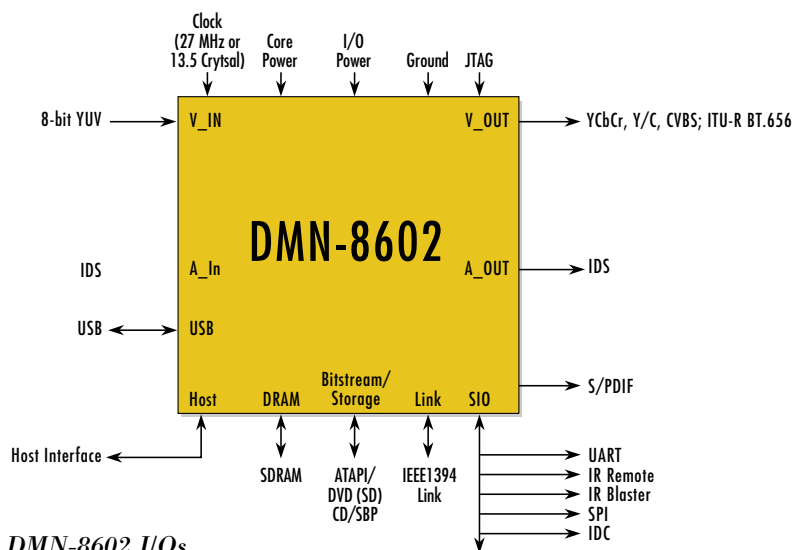 Clock
(27 MHz or
13.5 Crytsal)
Core
Power
I/O
Power
Ground
JTAG
8-bit YUV
V_IN
V_OUT
YCbCr, Y/C, CVBS; ITU-R BT.656
DMN-8602
IDS
A_In
A_OUT
IDS
USB
USB
S/PDIF
Host
DRAM
Bitstream/
Storage
Link
SIO
Host Interface
SDRAM
ATAPI/
DVD (SD)
CD/SBP
IEEE1394
Link
UART
IR Remote
IR Blaster
SPI
IDC
DMN-8602 I/Os